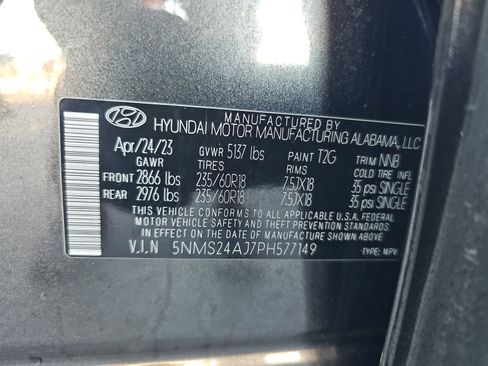 MANUFACTURED BY
HYUNDAI MOTOR MANUFACTURING ALABAMA, LLC
Apr/24/23 GVWR 5137 lbs PAINT T2G TRIM NNB
GAWR TIRES RIMS COLD TIRE INFL
FRONT 2866 lbs 235/60R18 7.5JX18 35 psi SINGLE
REAR 2976 lbs 235/60R18 7.5JX18 35 psi SINGLE
THIS VEHICLE CONFORMS TO ALL APPLICABLE U.S.A. FEDERAL
MOTOR VEHICLE SAFETY, BUMPER, AND THEFT PREVENTION STANDARDS
IN EFFECT ON THE DATE OF MANUFACTURE SHOWN ABOVE
V.I.N 5NMS24AJ7PH577149 -TYPE: MPV